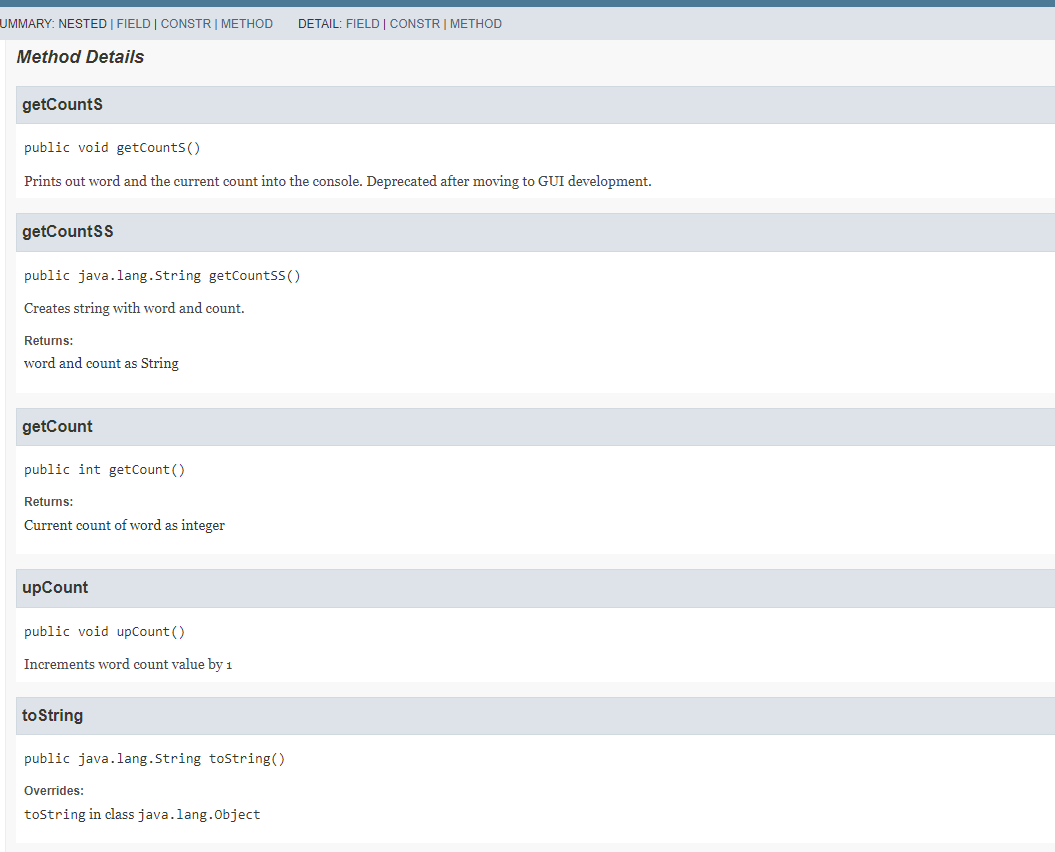 UMMARY: NESTED | FIELD | CONSTR | METHOD DETAIL: FIELD | CONSTR | METHOD
Method Details
getCountS
public void getCountS()
Prints out word and the current count into the console. Deprecated after moving to GUI development.
getCountSS
public java.lang.String getCountSS()
Creates string with word and count.
Returns:
word and count as String
getCount
public int getCount()
Returns:
Current count of word as integer
upCount
public void upCount()
Increments word count value by 1
toString
public java.lang.String toString()
Overrides:
toString in class java.lang.Object